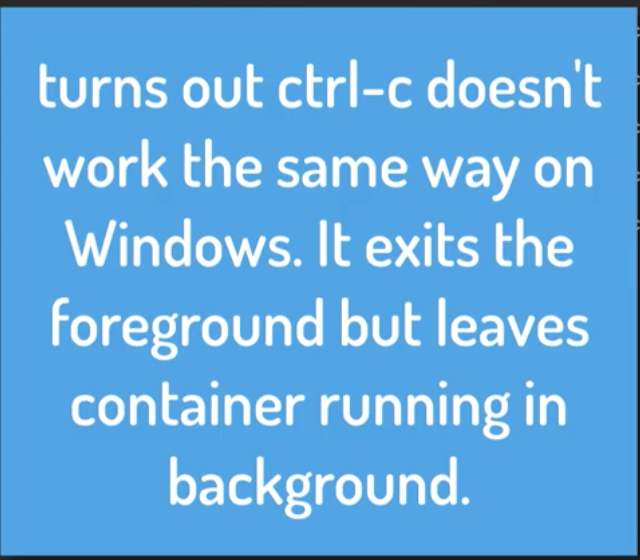 turns out ctrl-c doesn't
work the same way on
Windows. It exits the
foreground but leaves
container running in
background.